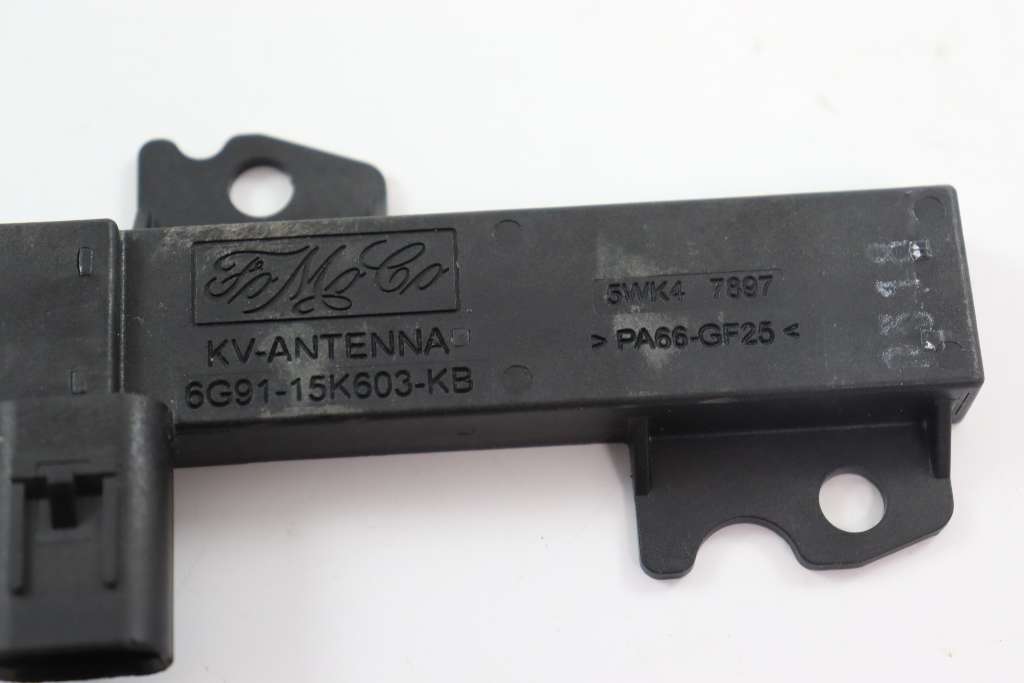 FoMoCo
KV-ANTENNA
6G91-15K603-KB
5WK4 7897
> PA66-GF25 <